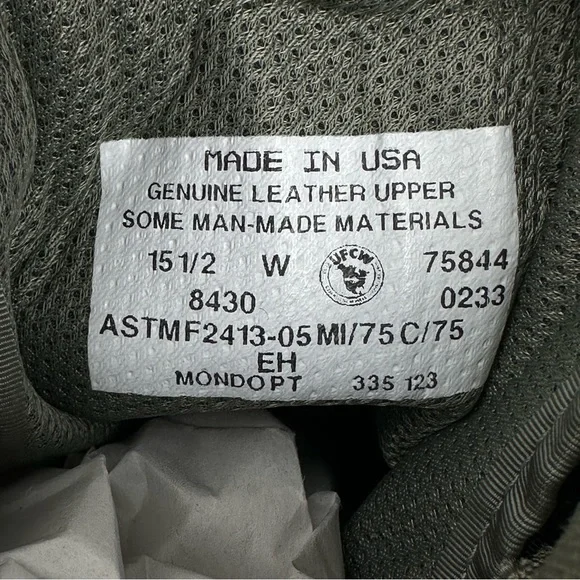 MADE IN USA
GENUINE LEATHER UPPER
SOME MAN-MADE MATERIALS
15 1/2 W UFCW 75844
8430 0233
ASTMF2413-05 MI/75 C/75
EH
MONDOPT 335 123